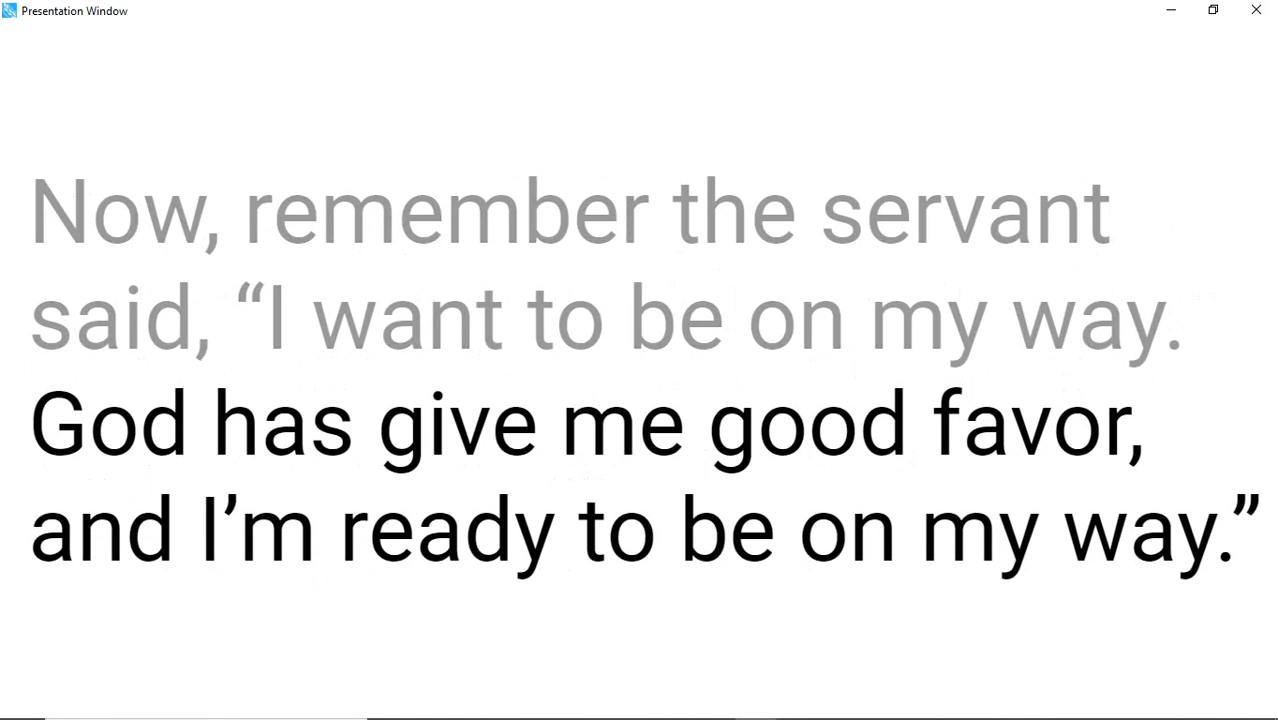 Presentation Window
Now, remember the servant
said, “I want to be on my way.
God has give me good favor,
and I’m ready to be on my way.”